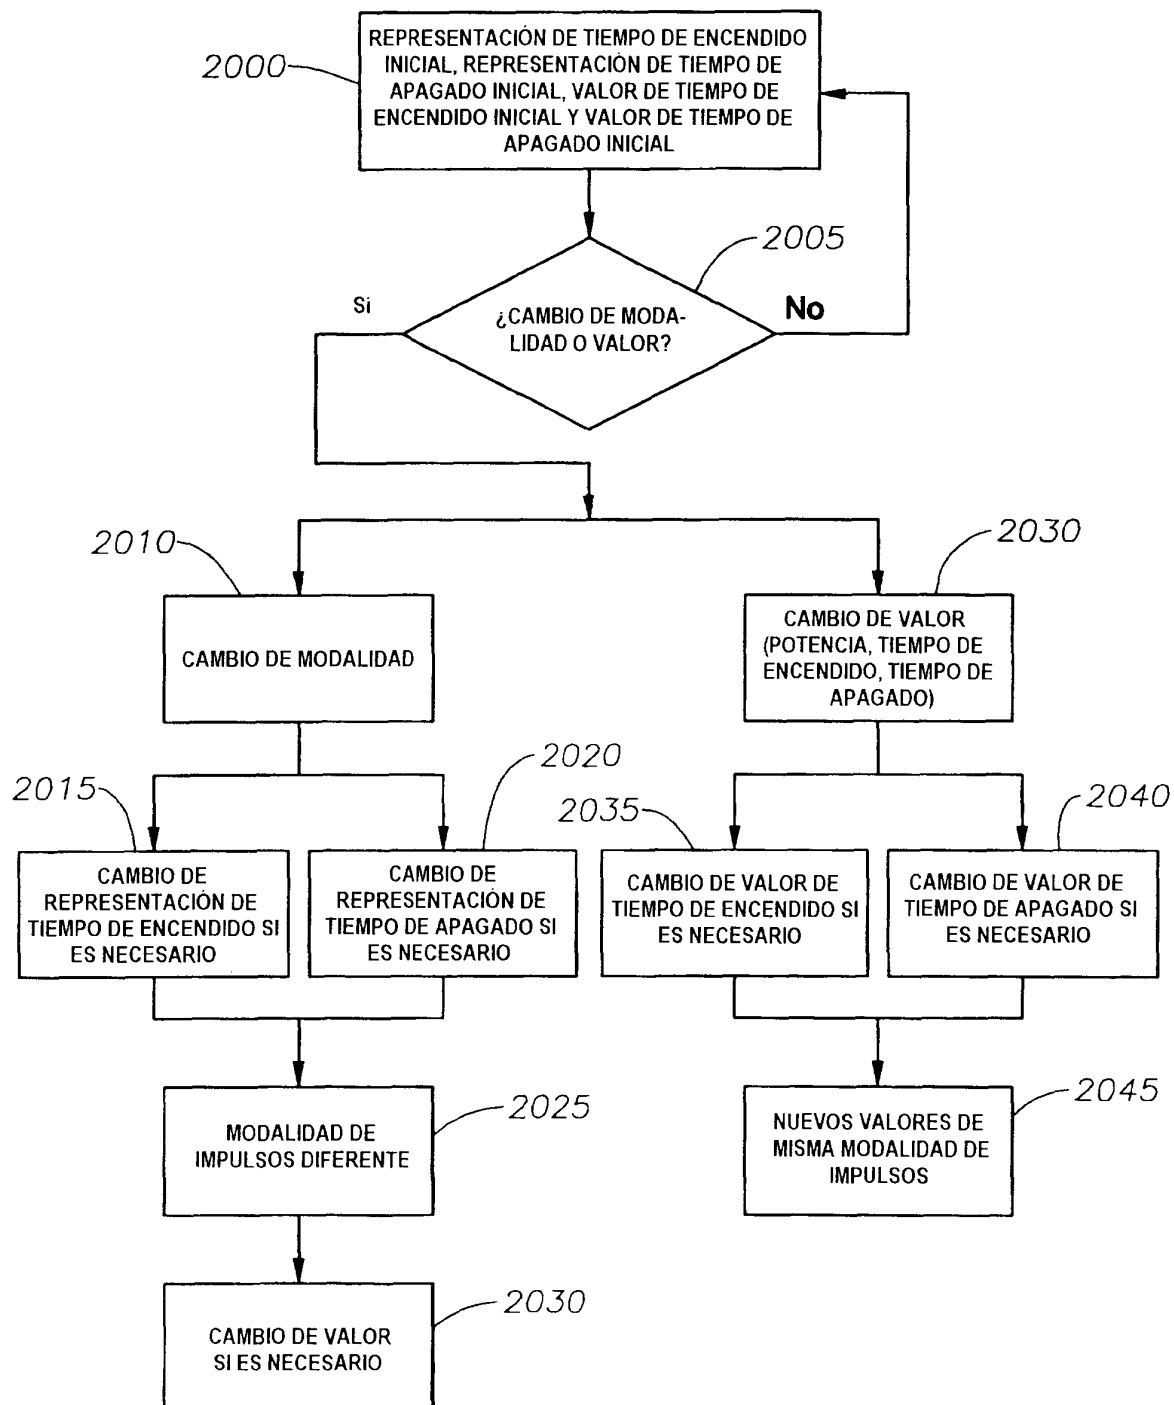 REPRESENTACIÓN DE TIEMPO DE ENCENDIDO
INICIAL, REPRESENTACIÓN DE TIEMPO DE
APAGADO INICIAL, VALOR DE TIEMPO DE
ENCENDIDO INICIAL Y VALOR DE TIEMPO DE
APAGADO INICIAL
2000
2005
Si
¿CAMBIO DE MODA-
LIDAD O VALOR?
No
2010
CAMBIO DE MODALIDAD
2030
CAMBIO DE VALOR
(POTENCIA, TIEMPO DE
ENCENDIDO, TIEMPO DE
APAGADO)
2015
CAMBIO DE
REPRESENTACIÓN DE
TIEMPO DE ENCENDIDO SI
ES NECESARIO
2020
CAMBIO DE
REPRESENTACIÓN DE
TIEMPO DE APAGADO SI
ES NECESARIO
2035
CAMBIO DE VALOR DE
TIEMPO DE ENCENDIDO SI
ES NECESARIO
2040
CAMBIO DE VALOR DE
TIEMPO DE APAGADO SI
ES NECESARIO
2025
MODALIDAD DE
IMPULSOS DIFERENTE
2045
NUEVOS VALORES DE
MISMA MODALIDAD DE
IMPULSOS
2030
CAMBIO DE VALOR
SI ES NECESARIO